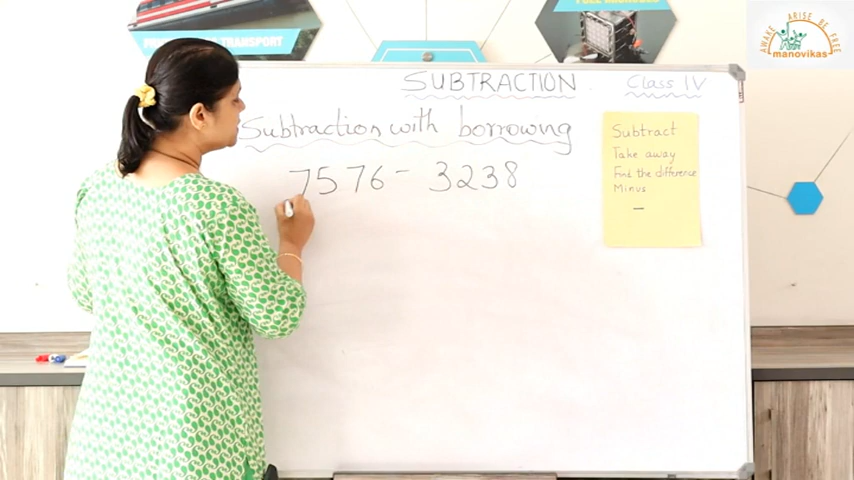 TRANSPORT
AWAKE ARISE BE FREE
manovikas
SUBTRACTION
Class IV
Subtraction with borrowing
7576 - 3238
Subtract
Take away
Find the difference
Minus
-